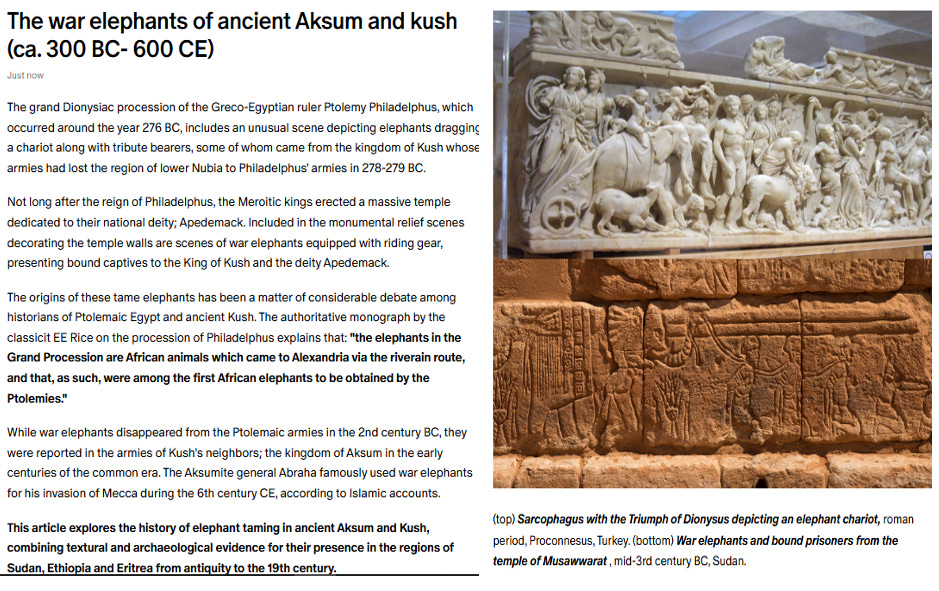 The war elephants of ancient Aksum and kush
(ca. 300 BC- 600 CE)
Just now
The grand Dionysiac procession of the Greco-Egyptian ruler Ptolemy Philadelphus, which
occurred around the year 276 BC, includes an unusual scene depicting elephants dragging
a chariot along with tribute bearers, some of whom came from the kingdom of Kush whose
armies had lost the region of lower Nubia to Philadelphus' armies in 278-279 BC.
Not long after the reign of Philadelphus, the Meroitic kings erected a massive temple
dedicated to their national deity; Apedemack. Included in the monumental relief scenes
decorating the temple walls are scenes of war elephants equipped with riding gear,
presenting bound captives to the King of Kush and the deity Apedemack.
The origins of these tame elephants has been a matter of considerable debate among
historians of Ptolemaic Egypt and ancient Kush. The authoritative monograph by the
classicit EE Rice on the procession of Philadelphus explains that: "the elephants in the
Grand Procession are African animals which came to Alexandria via the riverain route,
and that, as such, were among the first African elephants to be obtained by the
Ptolemies."
While war elephants disappeared from the Ptolemaic armies in the 2nd century BC, they
were reported in the armies of Kush's neighbors; the kingdom of Aksum in the early
centuries of the common era. The Aksumite general Abraha famously used war elephants
for his invasion of Mecca during the 6th century CE, according to Islamic accounts.
This article explores the history of elephant taming in ancient Aksum and Kush,
combining textural and archaeological evidence for their presence in the regions of
Sudan, Ethiopia and Eritrea from antiquity to the 19th century.
(top) Sarcophagus with the Triumph of Dionysus depicting an elephant chariot, roman
period, Proconnesus, Turkey. (bottom) War elephants and bound prisoners from the
temple of Musawwarat , mid-3rd century BC, Sudan.